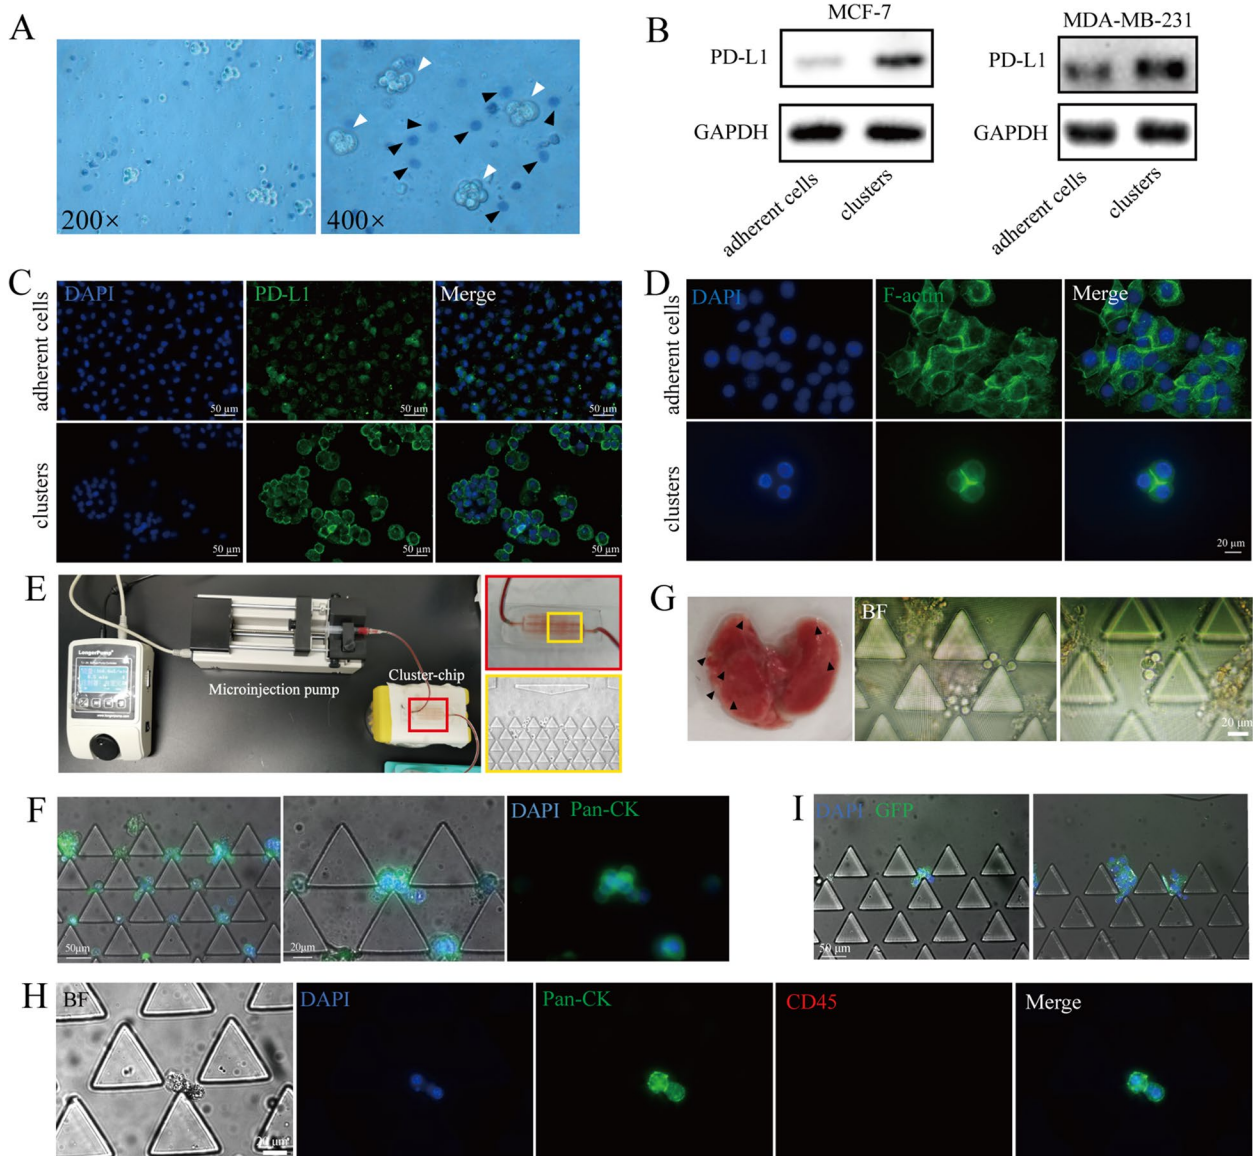 A
200×
400×
B
MCF-7
MDA-MB-231
PD-L1
PD-L1
GAPDH
GAPDH
adherent cells
clusters
adherent cells
clusters
C
DAPI
PD-L1
Merge
adherent cells
50 µm
50 µm
50 µm
clusters
50 µm
50 µm
50 µm
D
DAPI
F-actin
Merge
adherent cells
clusters
20 µm
E
LongerPump
Microinjection pump
Cluster-chip
G
BF
20 µm
F
DAPI Pan-CK
50µm
20µm
I
DAPI GFP
50 µm
H
BF
DAPI
Pan-CK
CD45
Merge
20 µm